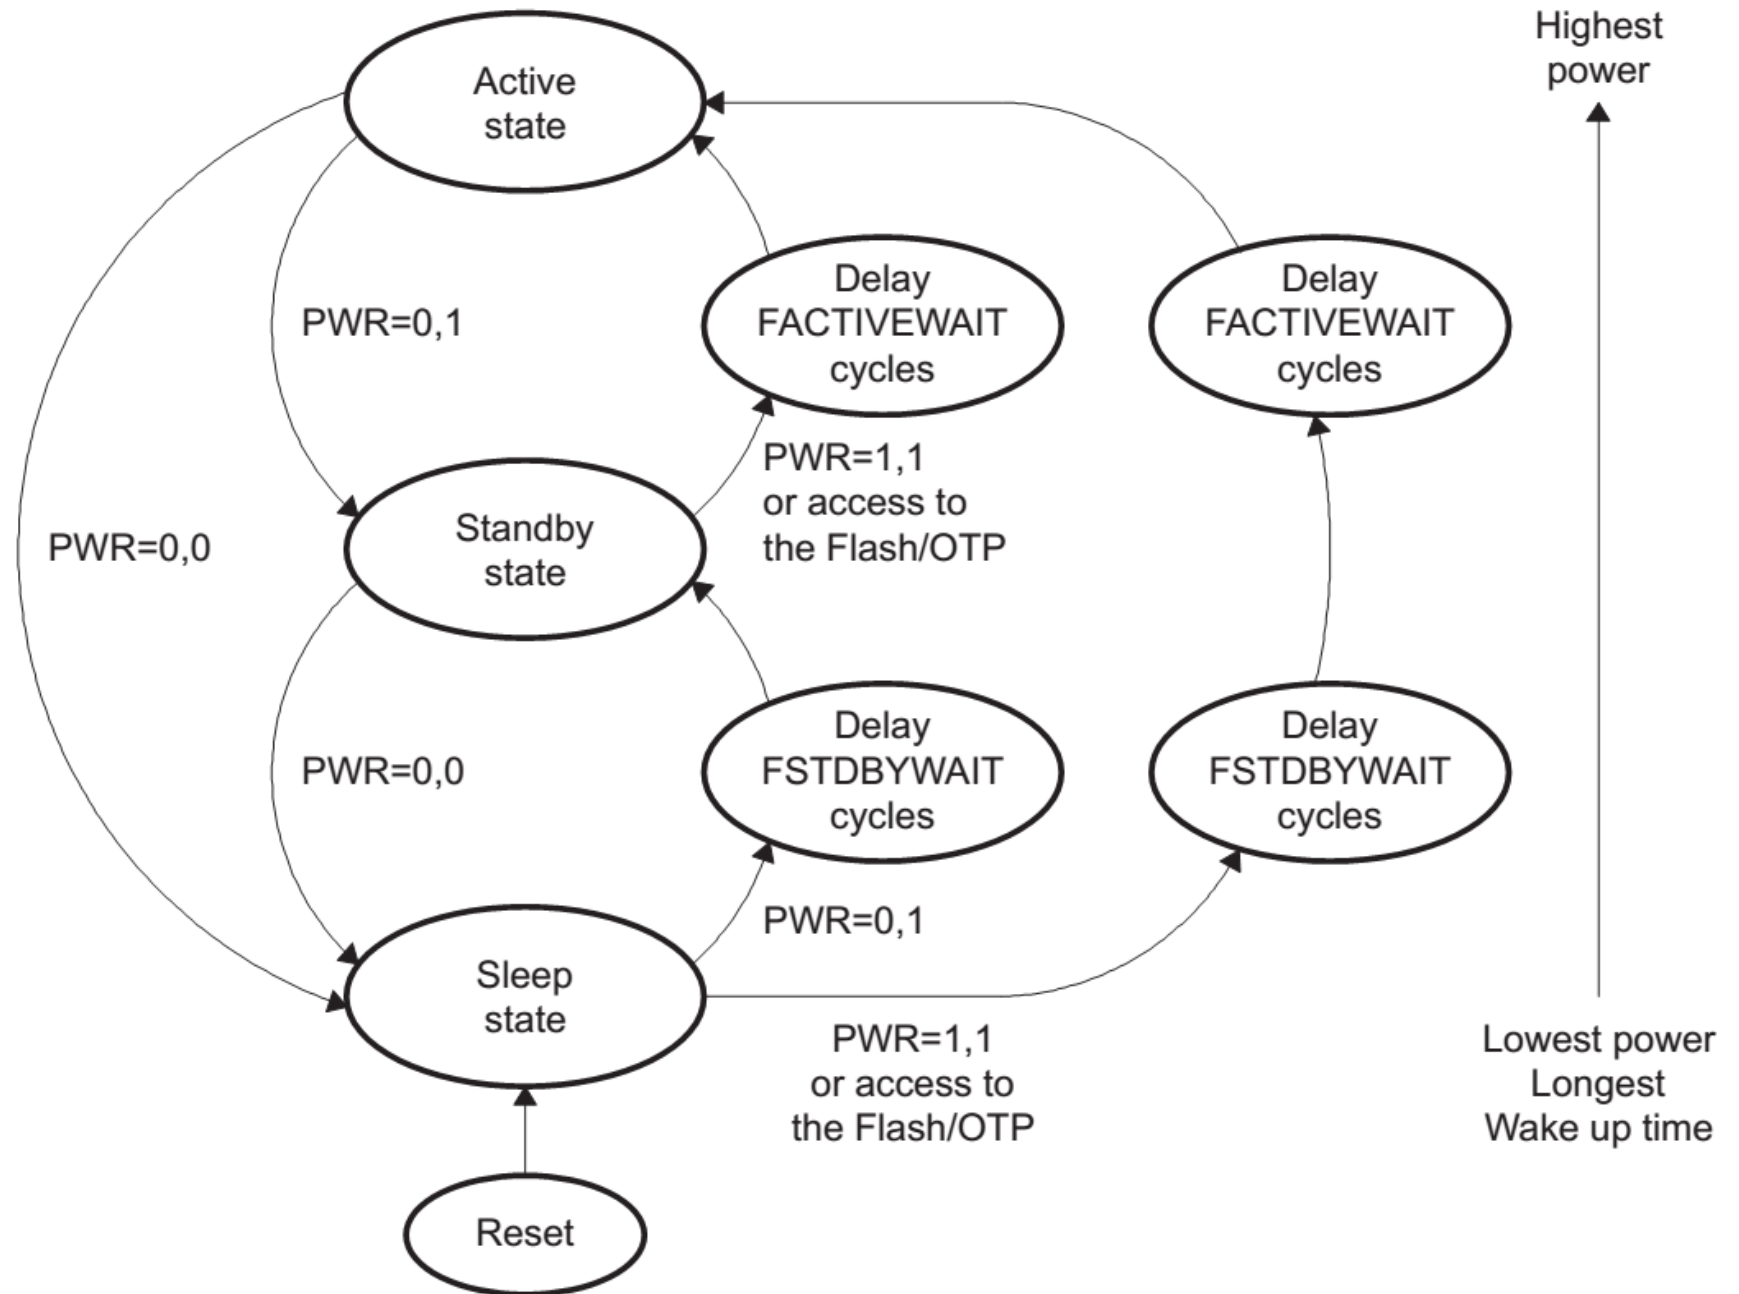 Highest
power
Active
state
Delay
FACTIVEWAIT
cycles
Delay
FACTIVEWAIT
cycles
PWR=0,1
PWR=1,1
or access to
the Flash/OTP
Standby
state
PWR=0,0
Delay
FSTDBYWAIT
cycles
Delay
FSTDBYWAIT
cycles
PWR=0,0
PWR=0,1
Sleep
state
PWR=1,1
or access to
the Flash/OTP
Lowest power
Longest
Wake up time
Reset